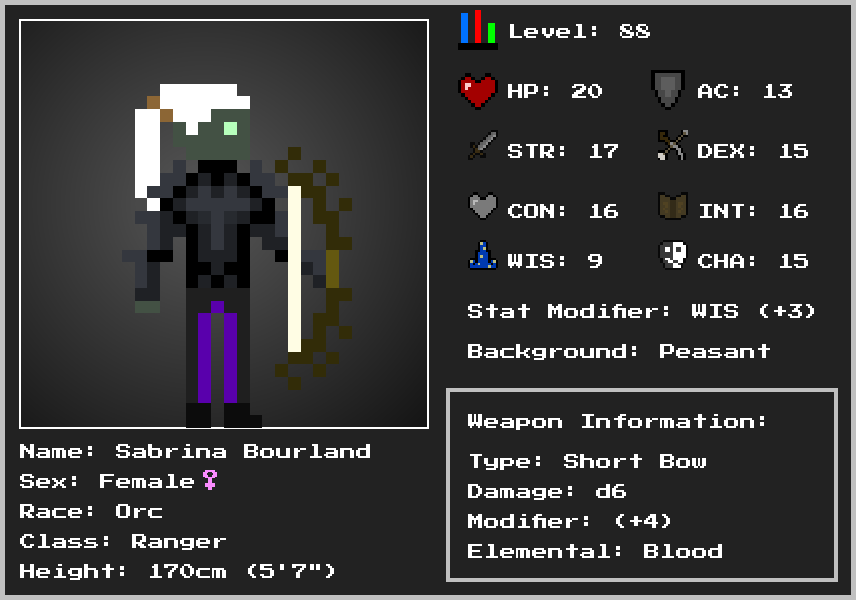 Level: 88
HP: 20
AC: 13
STR: 17
DEX: 15
CON: 16
INT: 16
WIS: 9
CHA: 15
Stat Modifier: WIS (+3)
Background: Peasant
Weapon Information:
Type: Short Bow
Damage: d6
Modifier: (+4)
Elemental: Blood
Name: Sabrina Bourland
Sex: Female♀
Race: Orc
Class: Ranger
Height: 170cm (5'7")